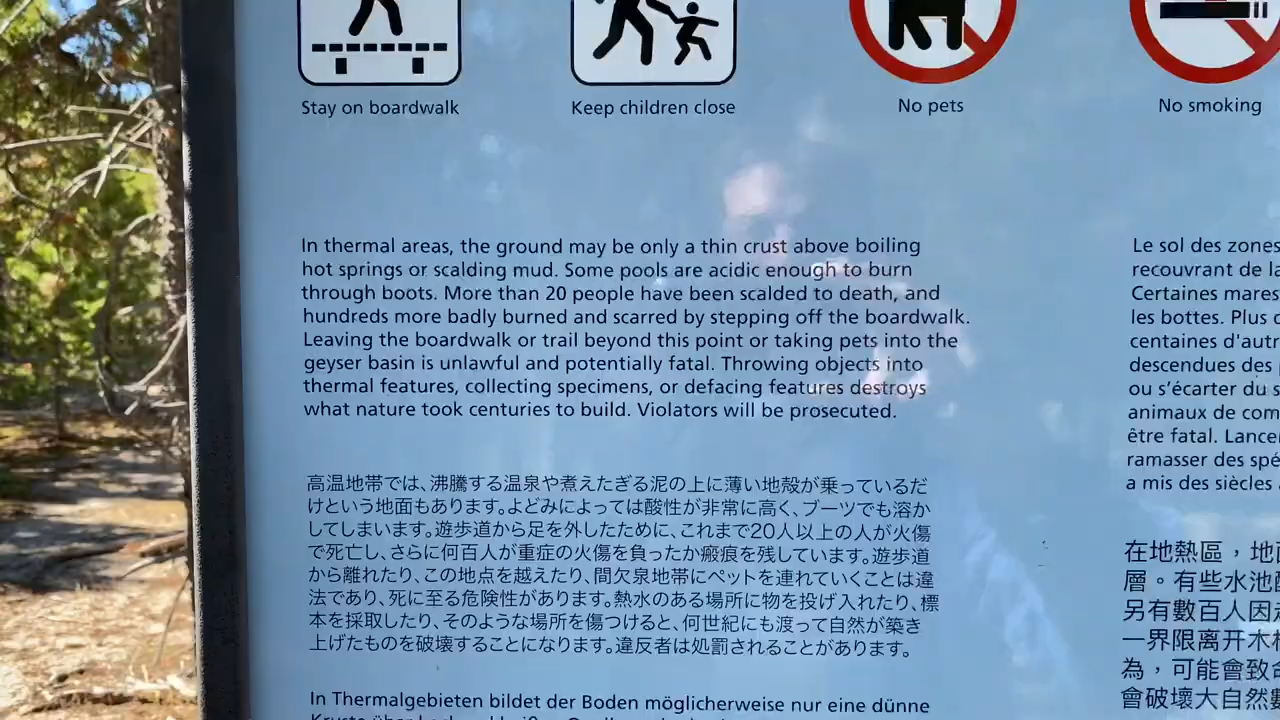 Stay on boardwalk
Keep children close
No pets
No smoking
In thermal areas, the ground may be only a thin crust above boiling
hot springs or scalding mud. Some pools are acidic enough to burn
through boots. More than 20 people have been scalded to death, and
hundreds more badly burned and scarred by stepping off the boardwalk.
Leaving the boardwalk or trail beyond this point or taking pets into the
geyser basin is unlawful and potentially fatal. Throwing objects into
thermal features, collecting specimens, or defacing features destroys
what nature took centuries to build. Violators will be prosecuted.
高温地帯では、沸騰する温泉や煮えたぎる泥の上に薄い地殻が乗っているだ
けという地面もあります。よどみによっては酸性が非常に高く、ブーツでも溶か
してしまいます。遊歩道から足を外したために、これまで20人以上の人が火傷
で死亡し、さらに何百人が重症の火傷を負ったか瘢痕を残しています。遊歩道
から離れたり、この地点を越えたり、間欠泉地帯にペットを連れていくことは違
法であり、死に至る危険性があります。熱水のある場所に物を投げ入れたり、標
本を採取したり、そのような場所を傷つけると、何世紀にも渡って自然が築き
上げたものを破壊することになります。違反者は処罰されることがあります。
In Thermalgebieten bildet der Boden möglicherweise nur eine dünne
Le sol des zones
recouvrant de la
Certaines mares
les bottes. Plus
centaines d'autr
descendues des
ou s'écarter du s
animaux de com
être fatal. Lancer
ramasser des spé
a mis des siècles
在地熱區，地
層。有些水池
另有數百人因
一界限离开木
為，可能會致命
會破壞大自然數